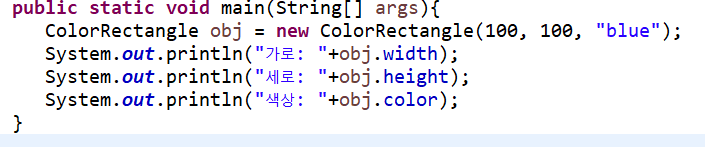 public static void main(String[] args){
ColorRectangle obj = new ColorRectangle(100, 100, "blue");
System.out.println("가로: "+obj.width);
System.out.println("세로: "+obj.height);
System.out.println("색상: "+obj.color);
}